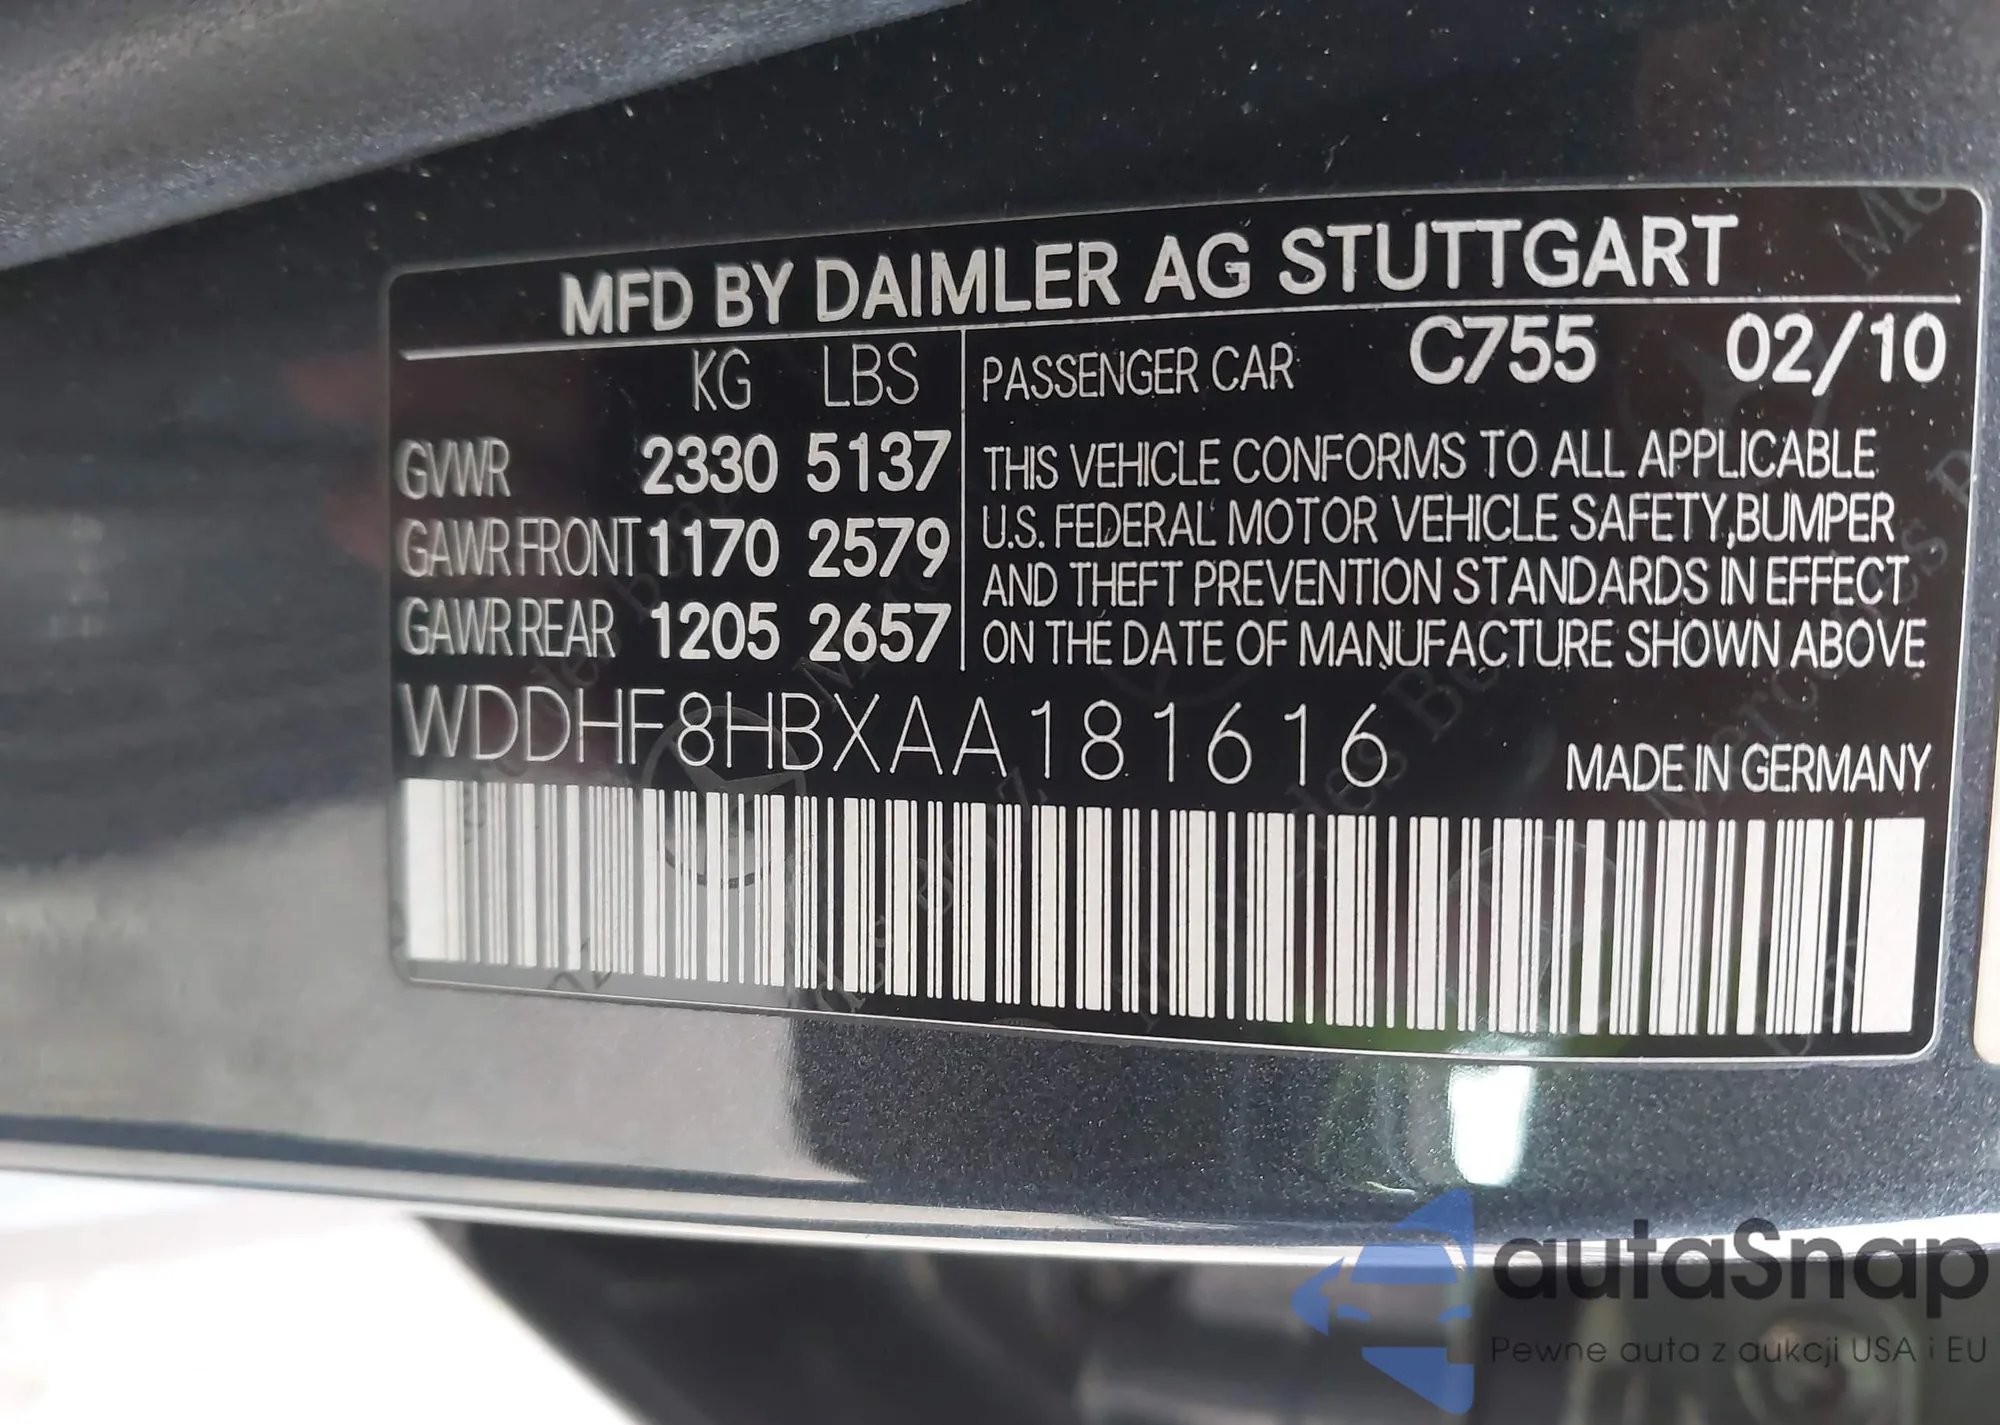 MFD BY DAIMLER AG STUTTGART
KG LBS
GVWR 2330 5137
GAWR FRONT 1170 2579
GAWR REAR 1205 2657
PASSENGER CAR C755 02/10
THIS VEHICLE CONFORMS TO ALL APPLICABLE
U.S. FEDERAL MOTOR VEHICLE SAFETY,BUMPER
AND THEFT PREVENTION STANDARDS IN EFFECT
ON THE DATE OF MANUFACTURE SHOWN ABOVE
WDDHF8HBXAA181616
MADE IN GERMANY
autaSnap
Pewne auta z aukcji USA i EU